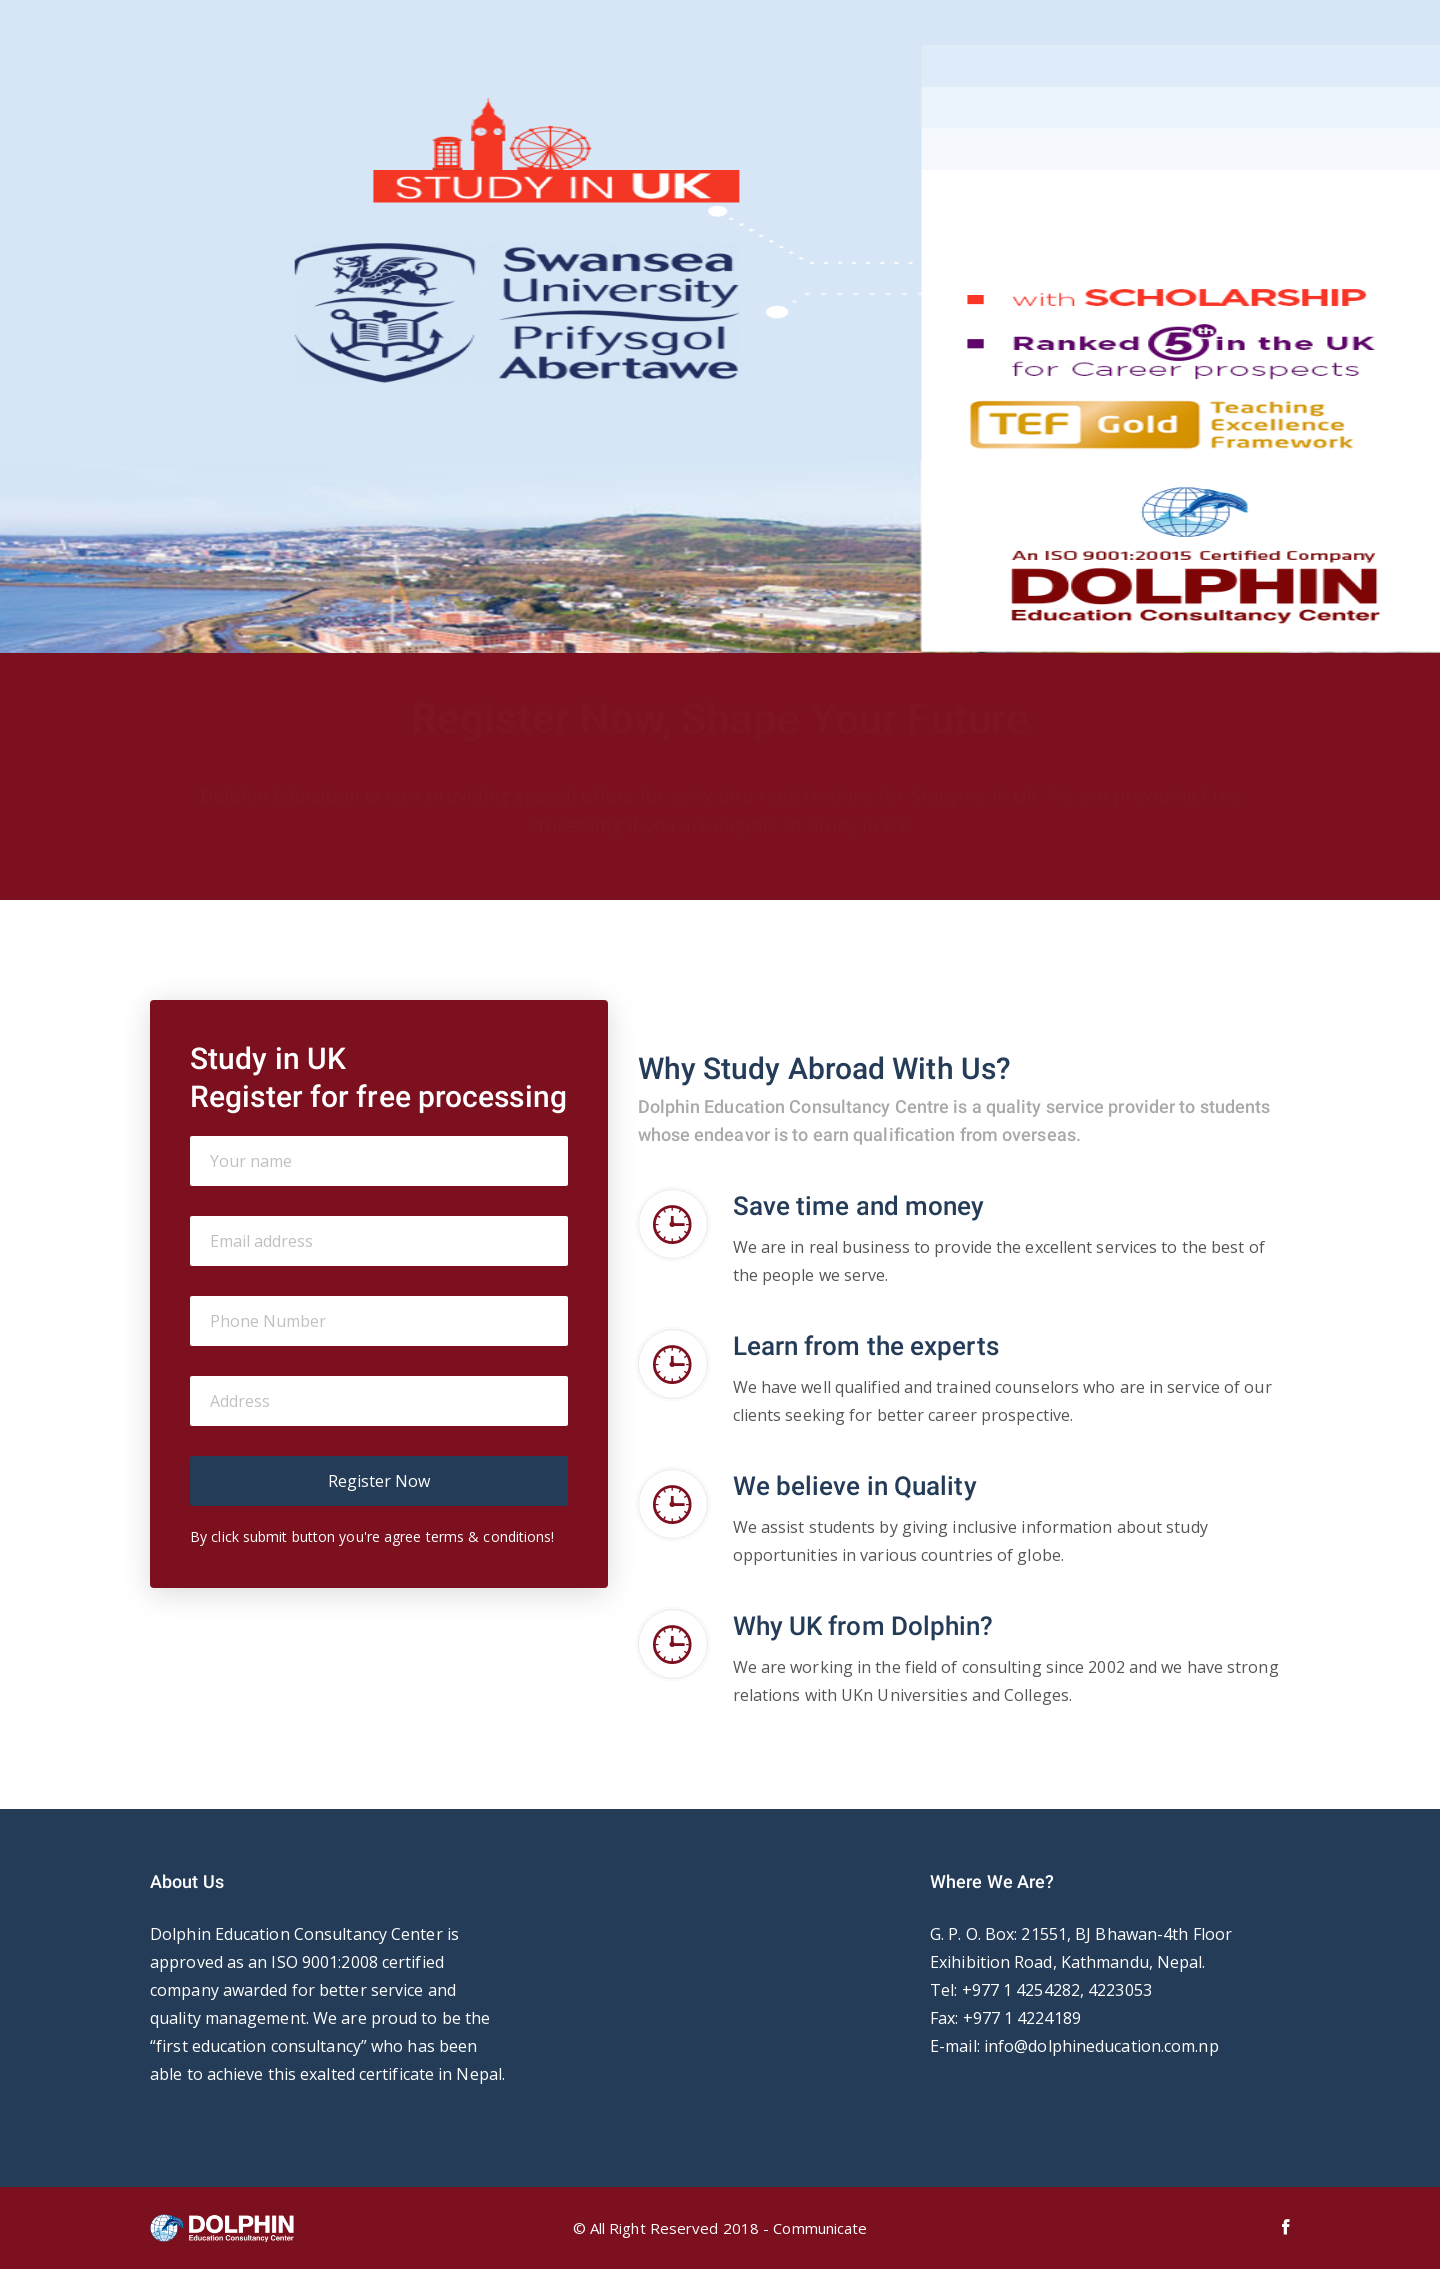 STUDY IN UK
Swansea
University
Prifysgol
Abertawe
with SCHOLARSHIP
Ranked 5th in the UK
for Career prospects
TEF Gold
Teaching
Excellence
Framework
An ISO 9001:20015 Certified Company
DOLPHIN
Education Consultancy Center
Register Now, Shape Your Future
Study in UK
Register for free processing
Your name
Email address
Phone Number
Address
Register Now
By click submit button you're agree terms & conditions!
Why Study Abroad With Us?
Dolphin Education Consultancy Centre is a quality service provider to students
whose endeavor is to earn qualification from overseas.
Save time and money
We are in real business to provide the excellent services to the best of
the people we serve.
Learn from the experts
We have well qualified and trained counselors who are in service of our
clients seeking for better career prospective.
We believe in Quality
We assist students by giving inclusive information about study
opportunities in various countries of globe.
Why UK from Dolphin?
We are working in the field of consulting since 2002 and we have strong
relations with UKn Universities and Colleges.
About Us
Dolphin Education Consultancy Center is
approved as an ISO 9001:2008 certified
company awarded for better service and
quality management. We are proud to be the
“first education consultancy” who has been
able to achieve this exalted certificate in Nepal.
Where We Are?
G. P. O. Box: 21551, BJ Bhawan-4th Floor
Exihibition Road, Kathmandu, Nepal.
Tel: +977 1 4254282, 4223053
Fax: +977 1 4224189
E-mail: info@dolphineducation.com.np
DOLPHIN
Education Consultancy Center
© All Right Reserved 2018 - Communicate